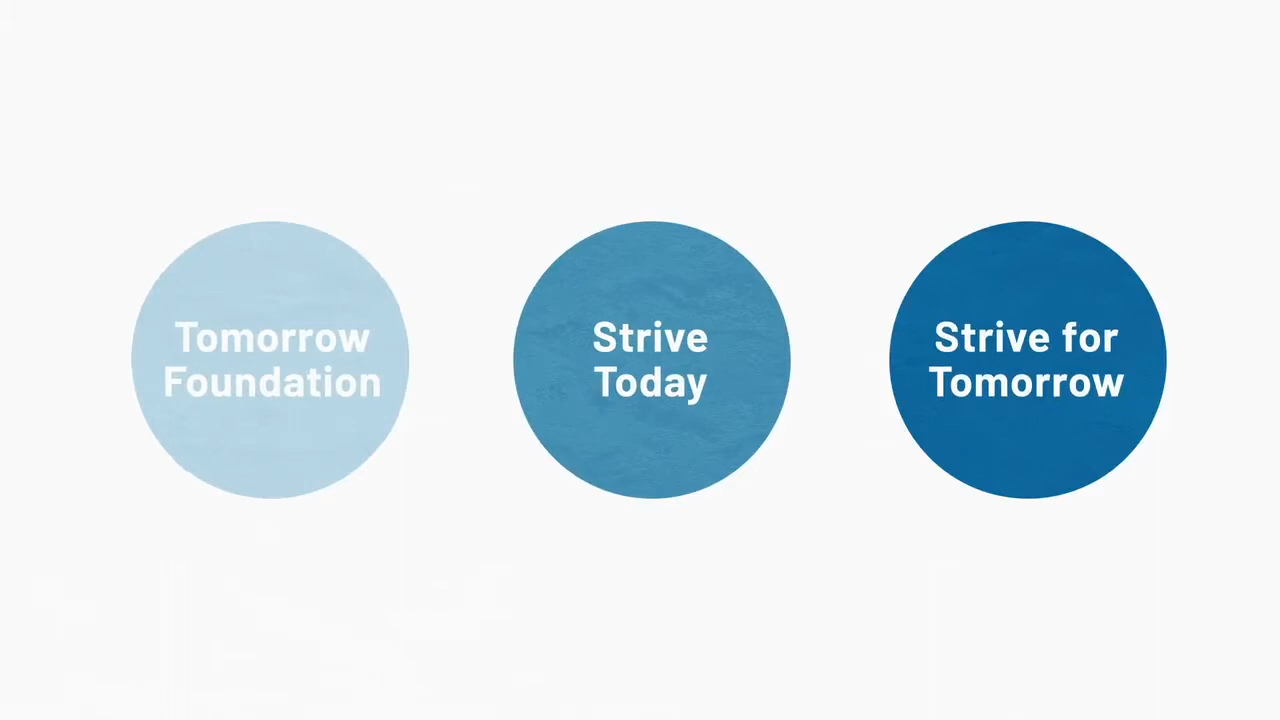 Tomorrow
Foundation
Strive
Today
Strive for
Tomorrow